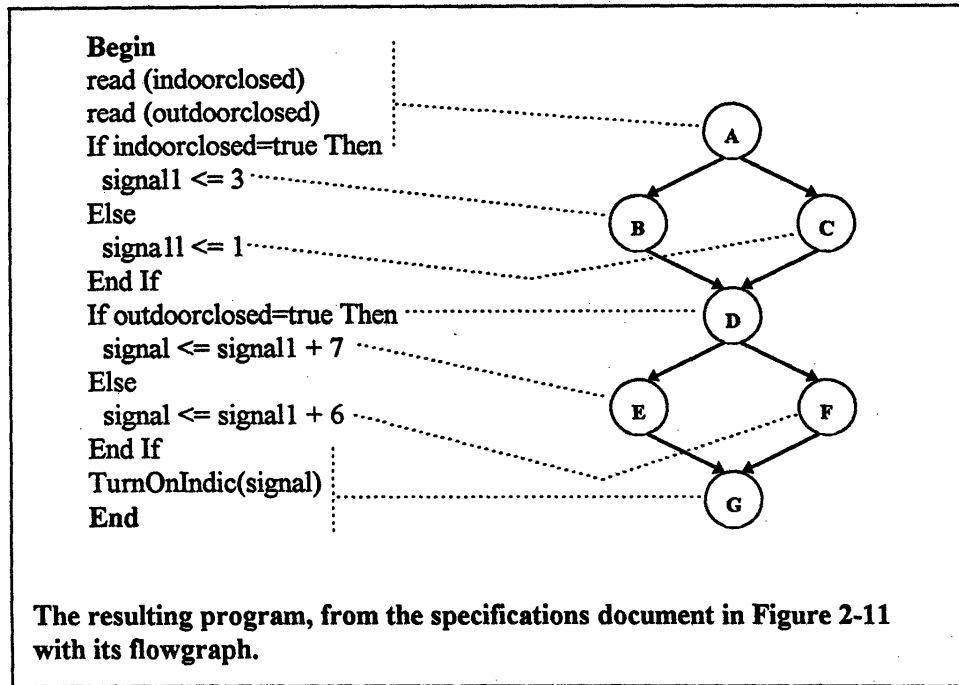 Begin
read (indoorclosed)
read (outdoorclosed)
If indoorclosed=true Then
signal1 <= 3
Else
signal1 <= 1
End If
If outdoorclosed=true Then
signal <= signal1 + 7
Else
signal <= signal1 + 6
End If
TurnOnIndic(signal)
End
A
B
C
D
E
F
G
The resulting program, from the specifications document in Figure 2-11
with its flowgraph.